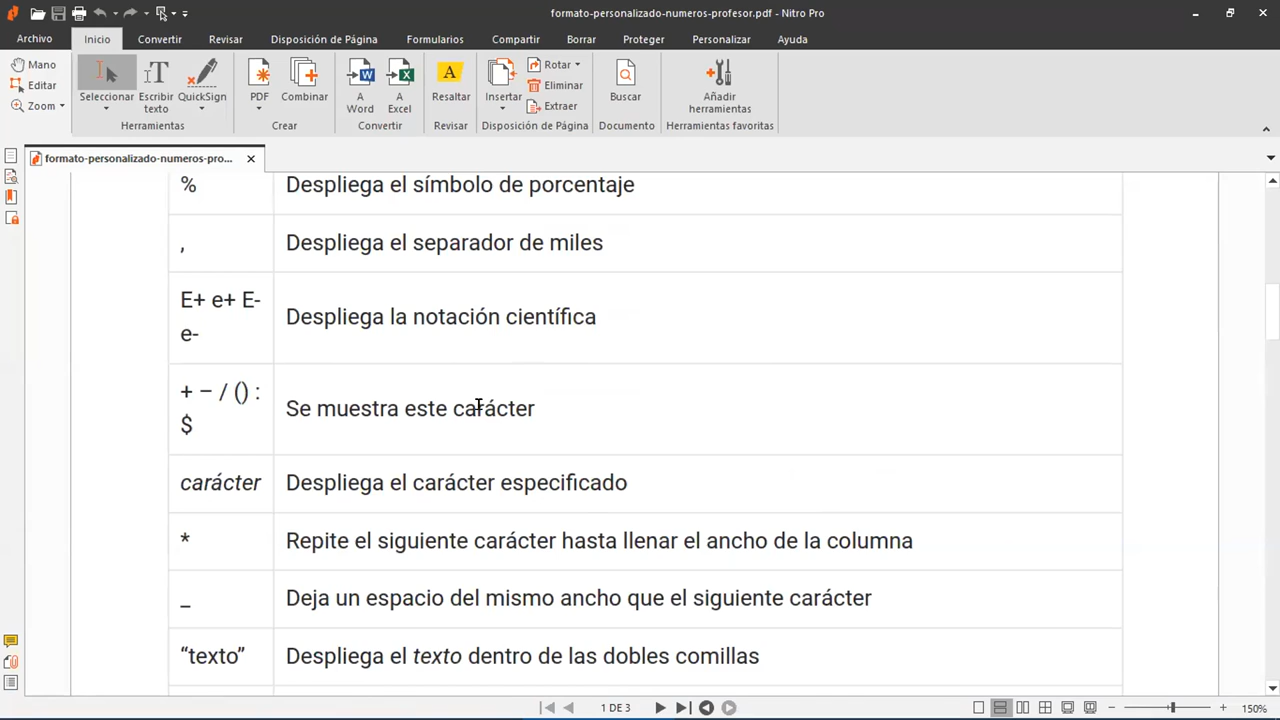 formato-personalizado-numeros-profesor.pdf - Nitro Pro
Archivo Inicio Convertir Revisar Disposición de Página Formularios Compartir Borrar Proteger Personalizar Ayuda
Mano
Editar
Zoom
Seleccionar
Escribir
texto
QuickSign
Herramientas
PDF
Combinar
Crear
A
Word
A
Excel
Convertir
Resaltar
Revisar
Insertar
Rotar
Eliminar
Extraer
Disposición de Página
Buscar
Documento
Añadir
herramientas
Herramientas favoritas
formato-personalizado-numeros-pro...
% Despliega el símbolo de porcentaje
, Despliega el separador de miles
E+ e+ E-
e-
Despliega la notación científica
+ – / () :
$
Se muestra este carácter
carácter Despliega el carácter especificado
* Repite el siguiente carácter hasta llenar el ancho de la columna
_ Deja un espacio del mismo ancho que el siguiente carácter
“texto” Despliega el texto dentro de las dobles comillas
1 DE 3
150%